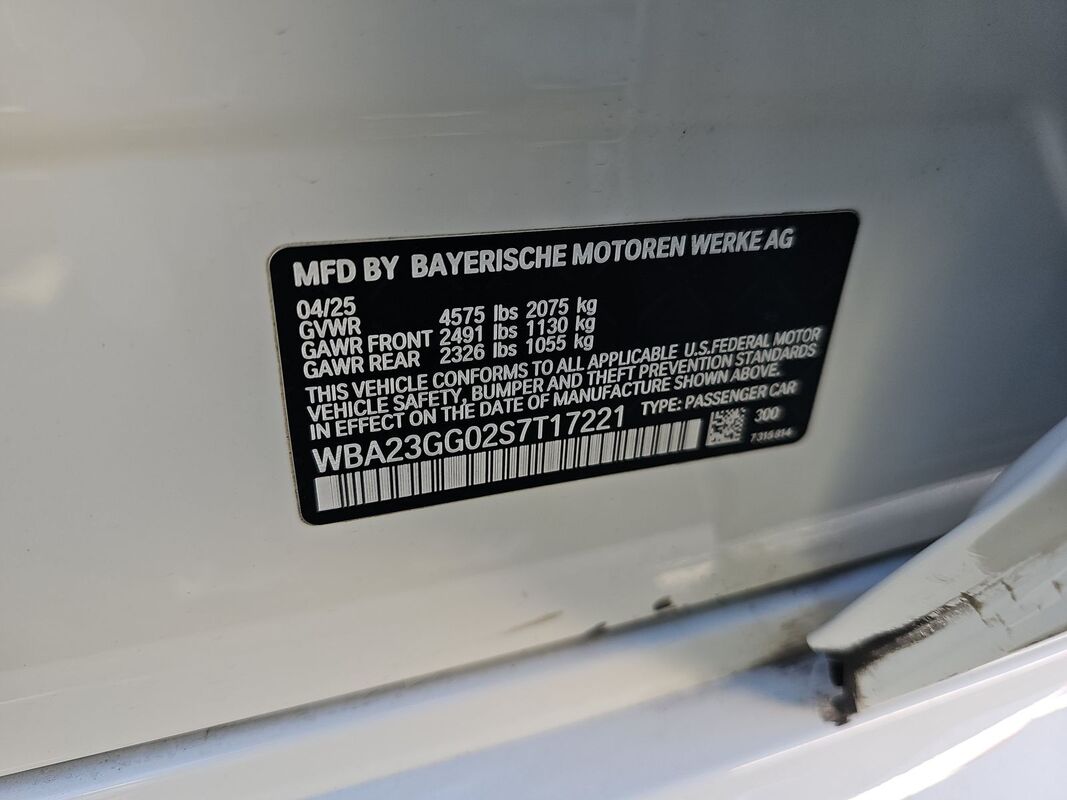 MFD BY BAYERISCHE MOTOREN WERKE AG
04/25
GVWR 4575 lbs 2075 kg
GAWR FRONT 2491 lbs 1130 kg
GAWR REAR 2326 lbs 1055 kg
THIS VEHICLE CONFORMS TO ALL APPLICABLE U.S.FEDERAL MOTOR
VEHICLE SAFETY, BUMPER AND THEFT PREVENTION STANDARDS
IN EFFECT ON THE DATE OF MANUFACTURE SHOWN ABOVE.
WBA23GG02S7T17221 TYPE: PASSENGER CAR
300
7315814